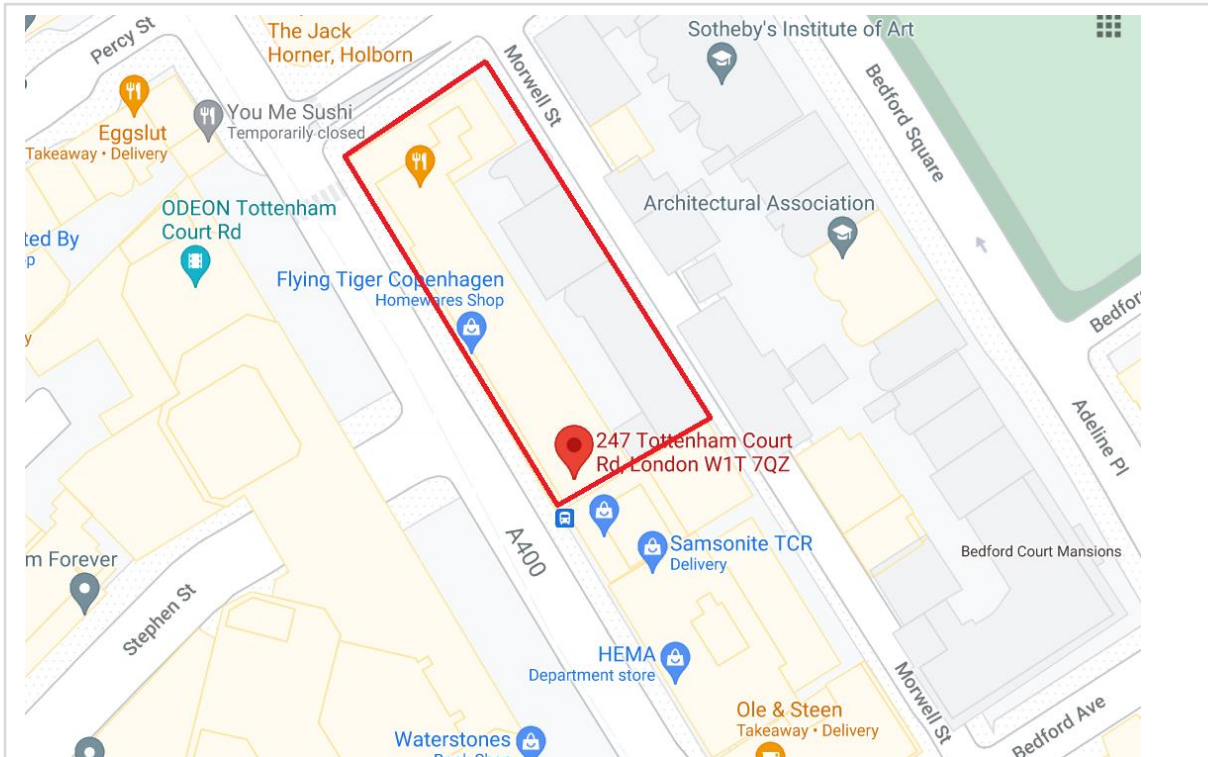 Percy St
The Jack
Horner, Holborn
Morwell St
Sotheby's Institute of Art
Bedford Square
Eggslut
Takeaway • Delivery
You Me Sushi
Temporarily closed
ODEON Tottenham
Court Rd
Architectural Association
ted By
p
Flying Tiger Copenhagen
Homewares Shop
y
Bedfor
Adeline Pl
247 Tottenham Court
Rd, London W1T 7QZ
A400
Samsonite TCR
Delivery
Bedford Court Mansions
m Forever
Stephen St
HEMA
Department store
Morwell St
Ole & Steen
Takeaway • Delivery
Bedford Ave
Waterstones